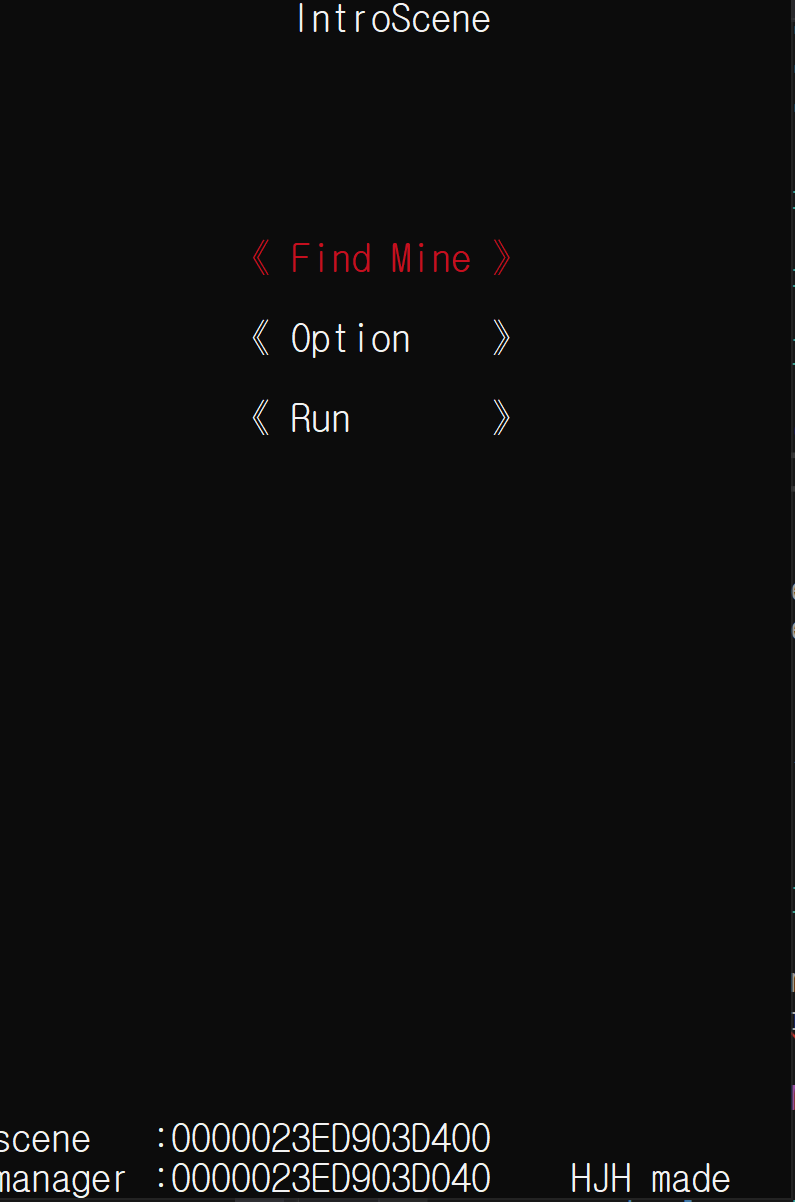 IntroScene
《 Find Mine 》
《 Option 》
《 Run 》
scene :0000023ED903D400
manager :0000023ED903D040 HJH made